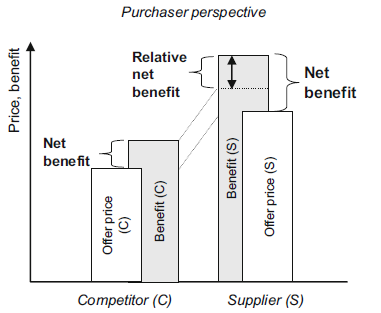 Purchaser perspective
Price, benefit
Relative
net
benefit
Net
benefit
Net
benefit
Offer price
(C)
Benefit (C)
Benefit (S)
Offer price (S)
Competitor (C)
Supplier (S)